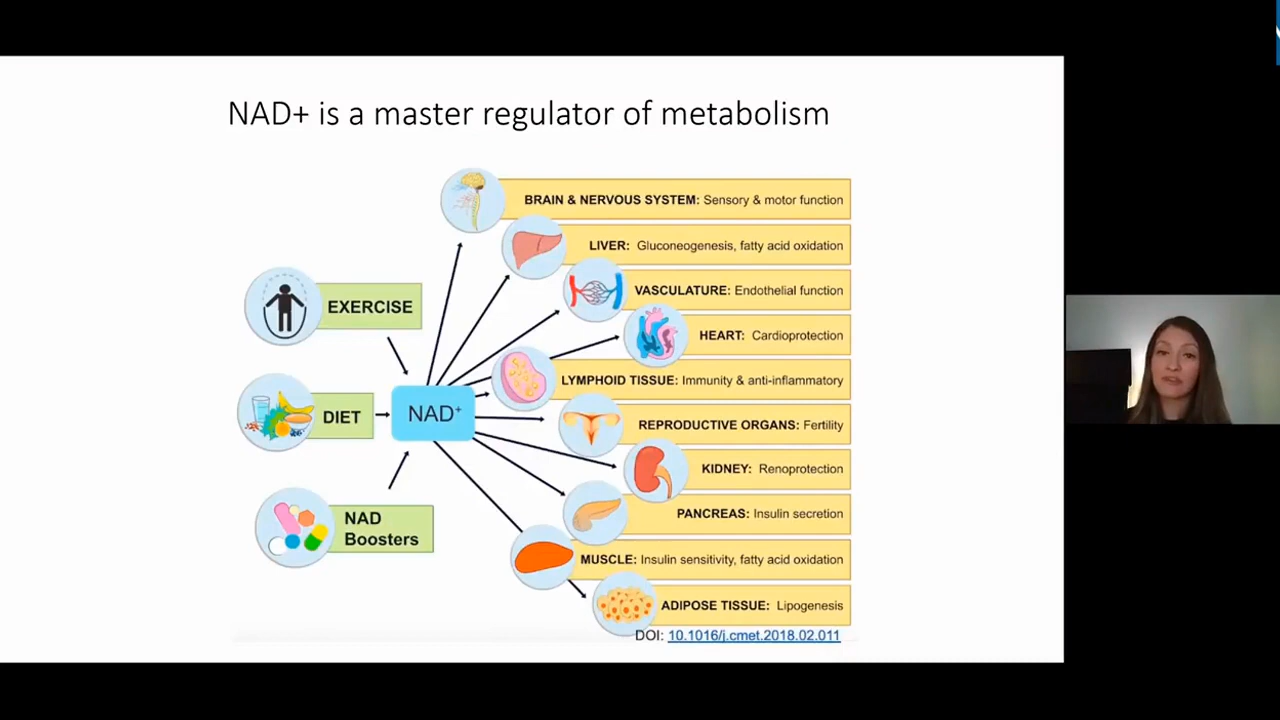 NAD+ is a master regulator of metabolism
BRAIN & NERVOUS SYSTEM: Sensory & motor function
LIVER: Gluconeogenesis, fatty acid oxidation
VASCULATURE: Endothelial function
HEART: Cardioprotection
LYMPHOID TISSUE: Immunity & anti-inflammatory
REPRODUCTIVE ORGANS: Fertility
KIDNEY: Renoprotection
PANCREAS: Insulin secretion
MUSCLE: Insulin sensitivity, fatty acid oxidation
ADIPOSE TISSUE: Lipogenesis
EXERCISE
DIET
NAD
Boosters
NAD⁺
DOI: 10.1016/j.cmet.2018.02.011